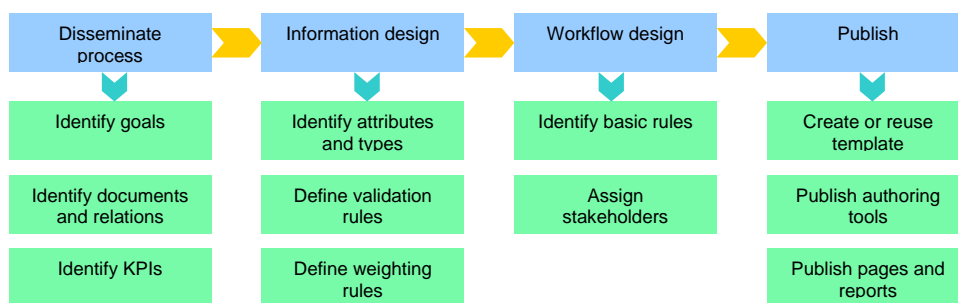 Disseminate
process
Information design
Workflow design
Publish
Identify goals
Identify attributes
and types
Identify basic rules
Create or reuse
template
Identify documents
and relations
Define validation
rules
Assign
stakeholders
Publish authoring
tools
Identify KPIs
Define weighting
rules
Publish pages and
reports